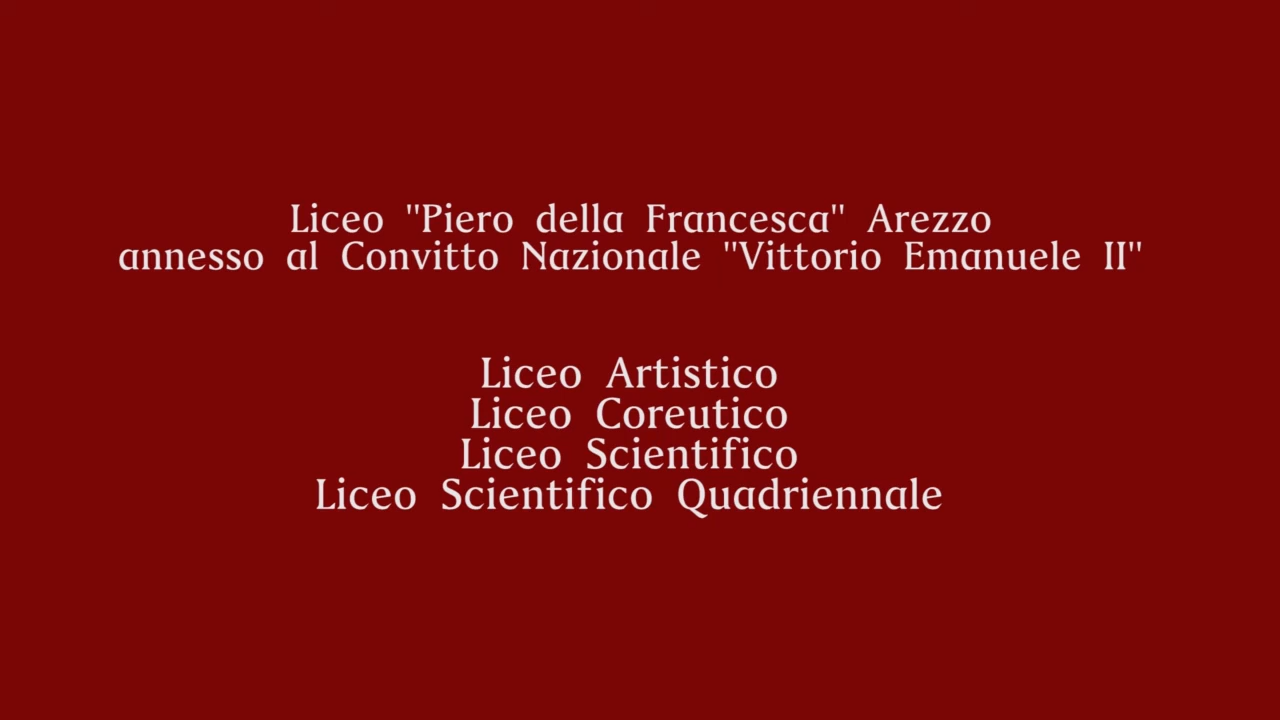 Liceo "Piero della Francesca" Arezzo
annesso al Convitto Nazionale "Vittorio Emanuele II"
Liceo Artistico
Liceo Coreutico
Liceo Scientifico
Liceo Scientifico Quadriennale